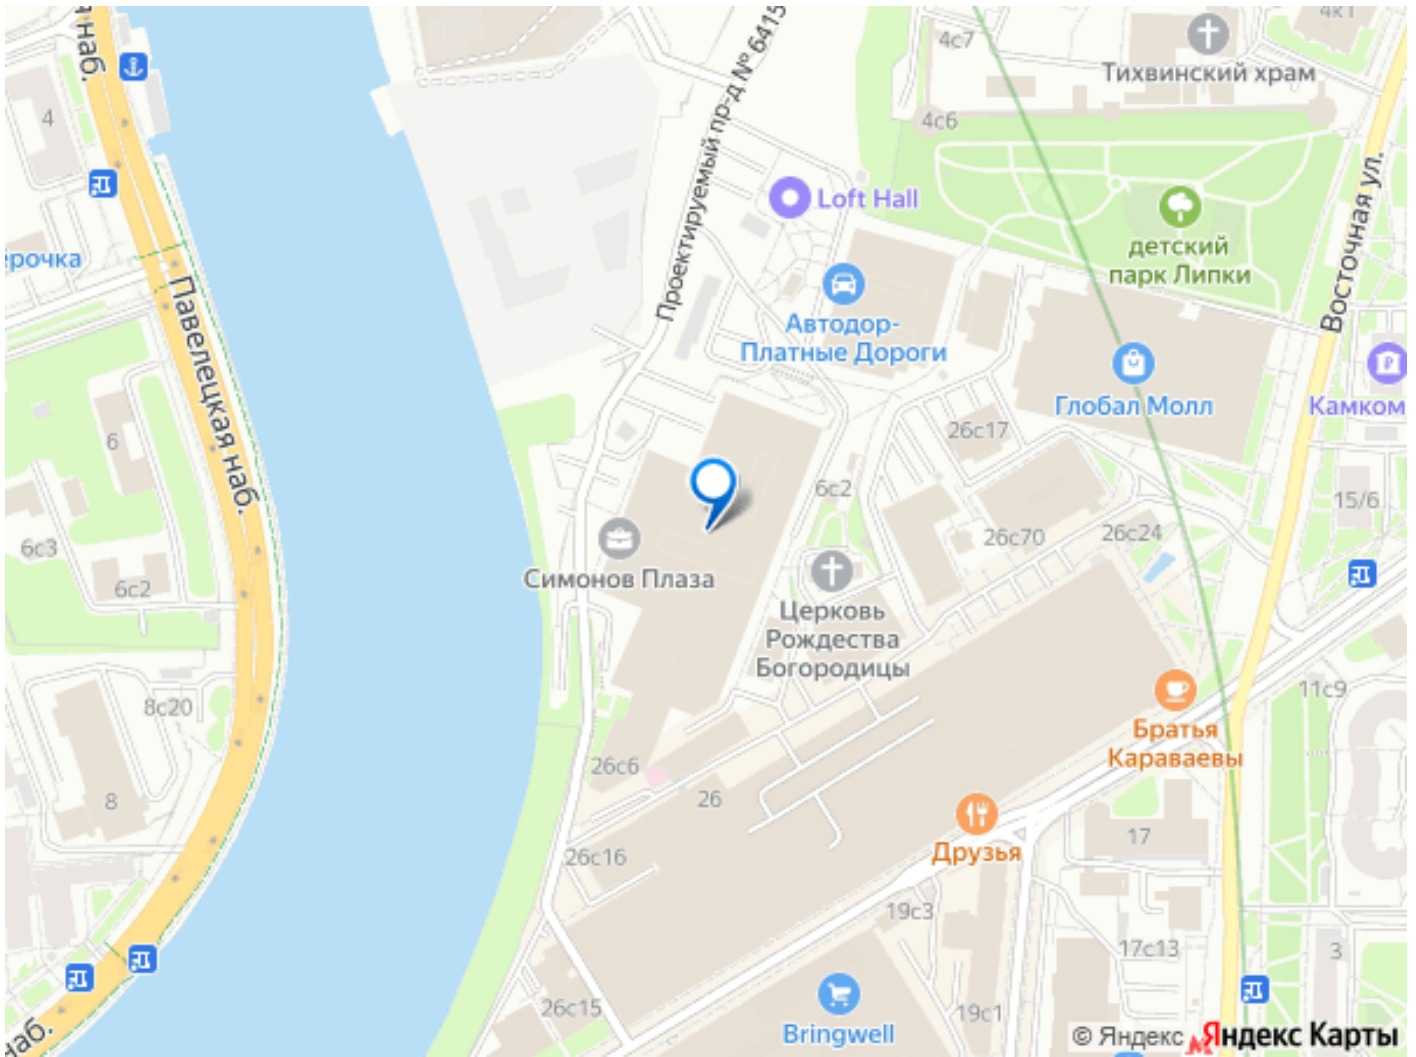 наб.
4
ерочка
Павелецкая наб.
6
6с3
6с2
8с20
8
наб.
Проектируемый пр-д № 6415
4с7
4к1
Тихвинский храм
4с6
Loft Hall
детский
парк Липки
Восточная ул.
Автодор-
Платные Дороги
Глобал Молл
Камком
26с17
6с2
15/6
26с70
26с24
Симонов Плаза
Церковь
Рождества
Богородицы
11с9
Братья
Караваевы
26с6
26
Друзья
17
26с16
19с3
17с13
3
26с15
19с1
Bringwell
© Яндекс
Яндекс Карты